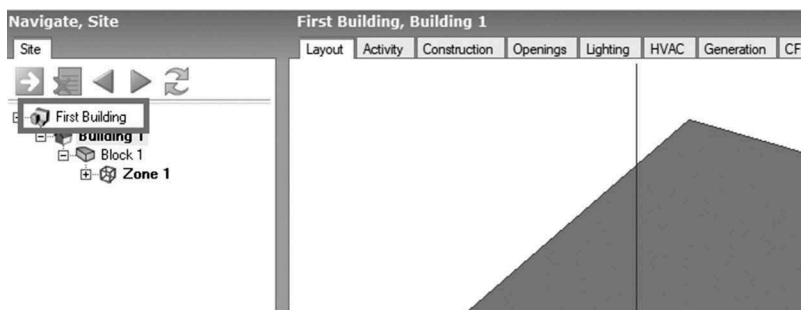 Navigate, Site
Site
First Building
Building 1
Block 1
Zone 1
First Building, Building 1
Layout Activity Construction Openings Lighting HVAC Generation CF